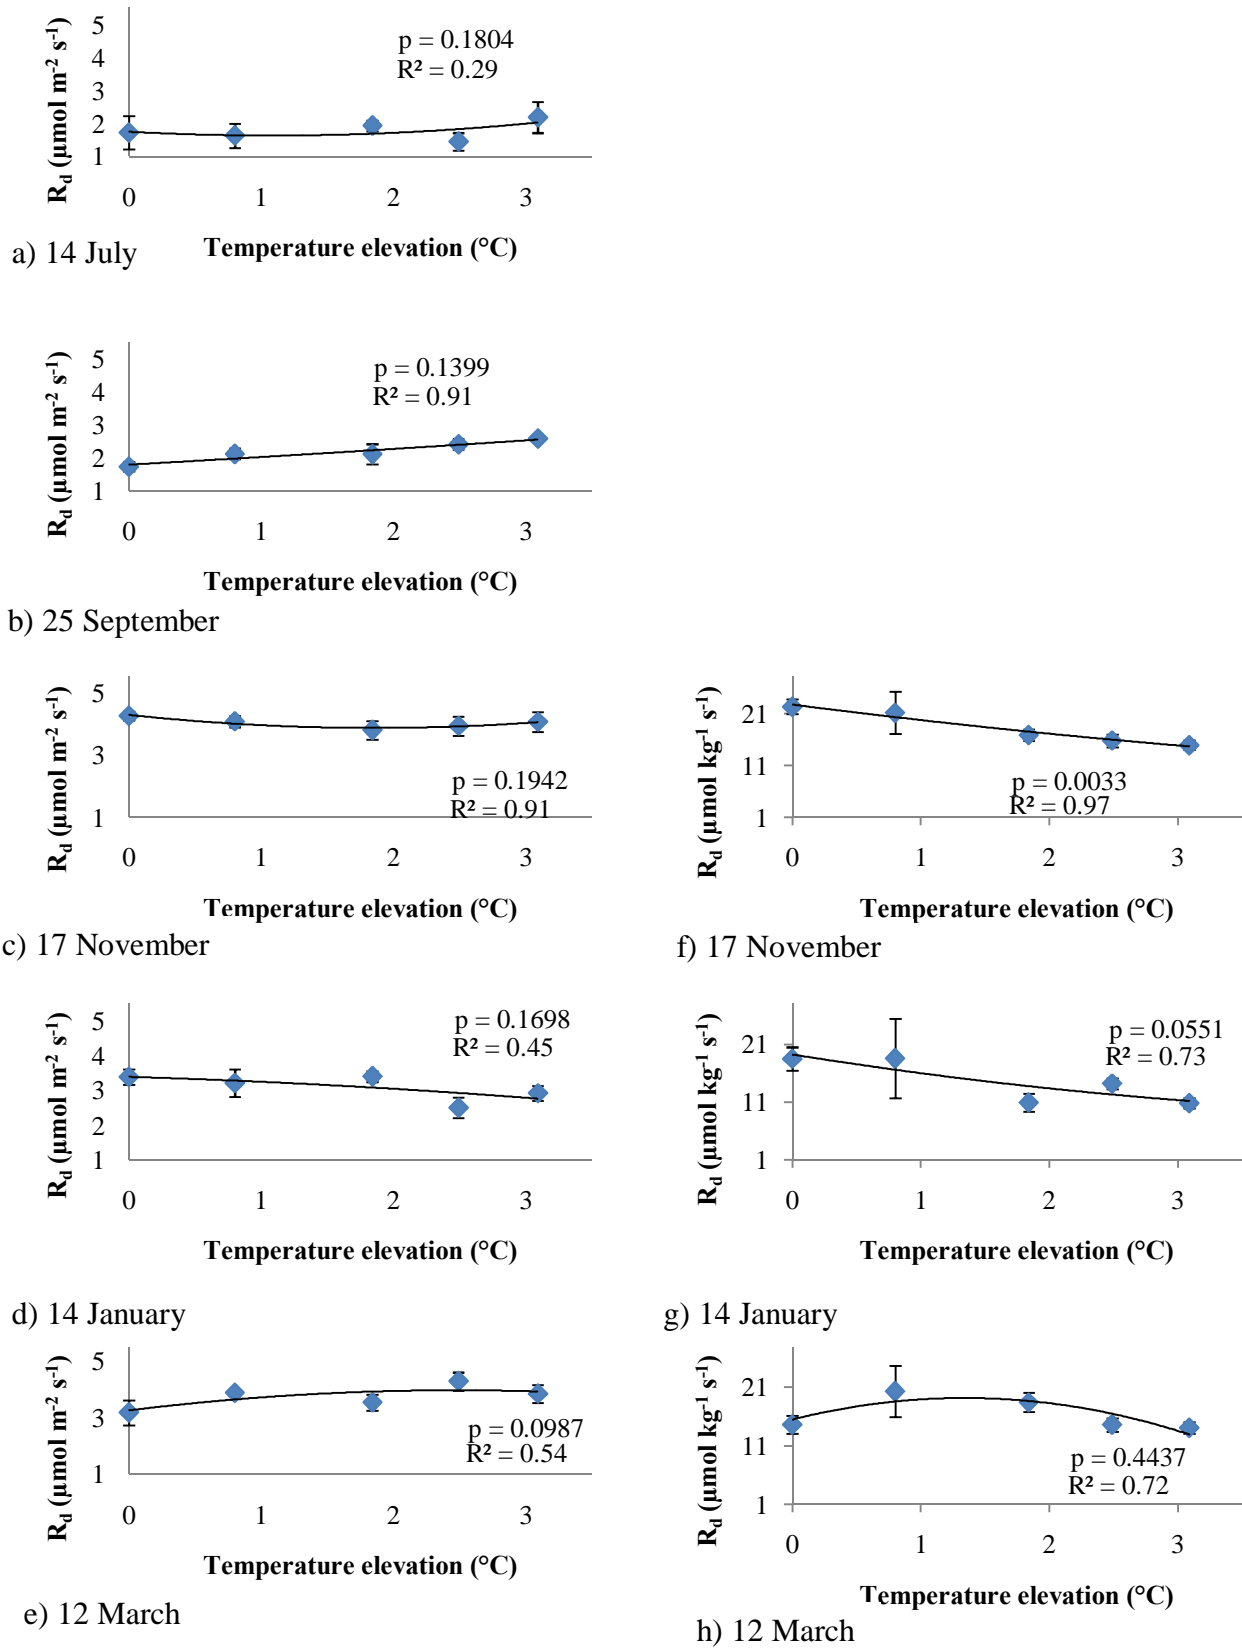 R_d (µmol m⁻² s⁻¹)
5
4
3
2
1
p = 0.1804
R² = 0.29
0 1 2 3
Temperature elevation (°C)
a) 14 July
R_d (µmol m⁻² s⁻¹)
5
4
3
2
1
p = 0.1399
R² = 0.91
0 1 2 3
Temperature elevation (°C)
b) 25 September
R_d (µmol m⁻² s⁻¹)
5
3
1
p = 0.1942
R² = 0.91
0 1 2 3
Temperature elevation (°C)
c) 17 November
R_d (µmol kg⁻¹ s⁻¹)
21
11
1
p = 0.0033
R² = 0.97
0 1 2 3
Temperature elevation (°C)
f) 17 November
R_d (µmol m⁻² s⁻¹)
5
4
3
2
1
p = 0.1698
R² = 0.45
0 1 2 3
Temperature elevation (°C)
d) 14 January
R_d (µmol kg⁻¹ s⁻¹)
21
11
1
p = 0.0551
R² = 0.73
0 1 2 3
Temperature elevation (°C)
g) 14 January
R_d (µmol m⁻² s⁻¹)
5
3
1
p = 0.0987
R² = 0.54
0 1 2 3
Temperature elevation (°C)
e) 12 March
R_d (µmol kg⁻¹ s⁻¹)
21
11
1
p = 0.4437
R² = 0.72
0 1 2 3
Temperature elevation (°C)
h) 12 March